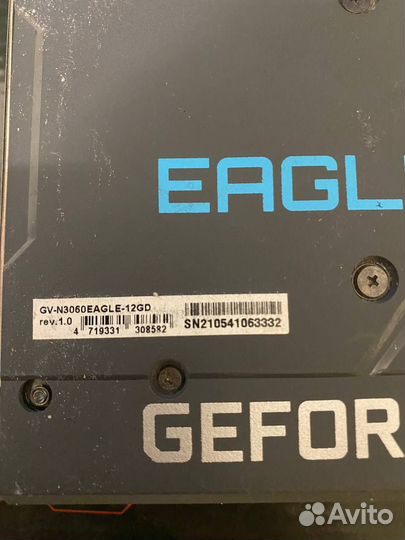 EAGL
GV-N3060EAGLE-12GD
rev.1.0
4 719331 308582 SN210541063332
GEFOR
Avito